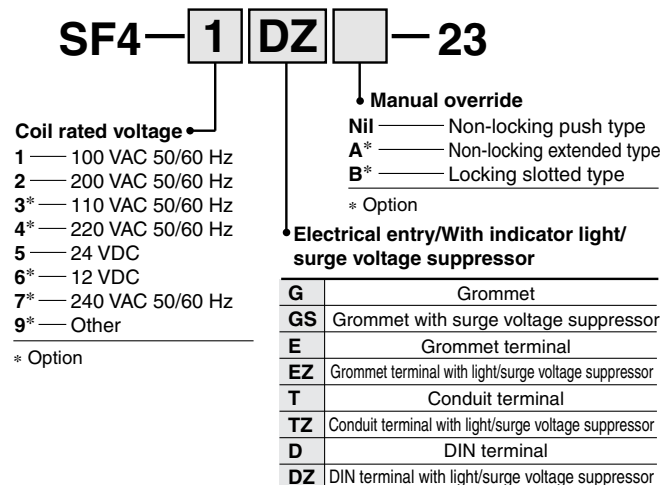 SF4 — 1 DZ — 23
Manual override
Nil — Non-locking push type
A* — Non-locking extended type
B* — Locking slotted type
* Option
Coil rated voltage
1 — 100 VAC 50/60 Hz
2 — 200 VAC 50/60 Hz
3* — 110 VAC 50/60 Hz
4* — 220 VAC 50/60 Hz
5 — 24 VDC
6* — 12 VDC
7* — 240 VAC 50/60 Hz
9* — Other
* Option
Electrical entry/With indicator light/
surge voltage suppressor
G Grommet
GS Grommet with surge voltage suppressor
E Grommet terminal
EZ Grommet terminal with light/surge voltage suppressor
T Conduit terminal
TZ Conduit terminal with light/surge voltage suppressor
D DIN terminal
DZ DIN terminal with light/surge voltage suppressor